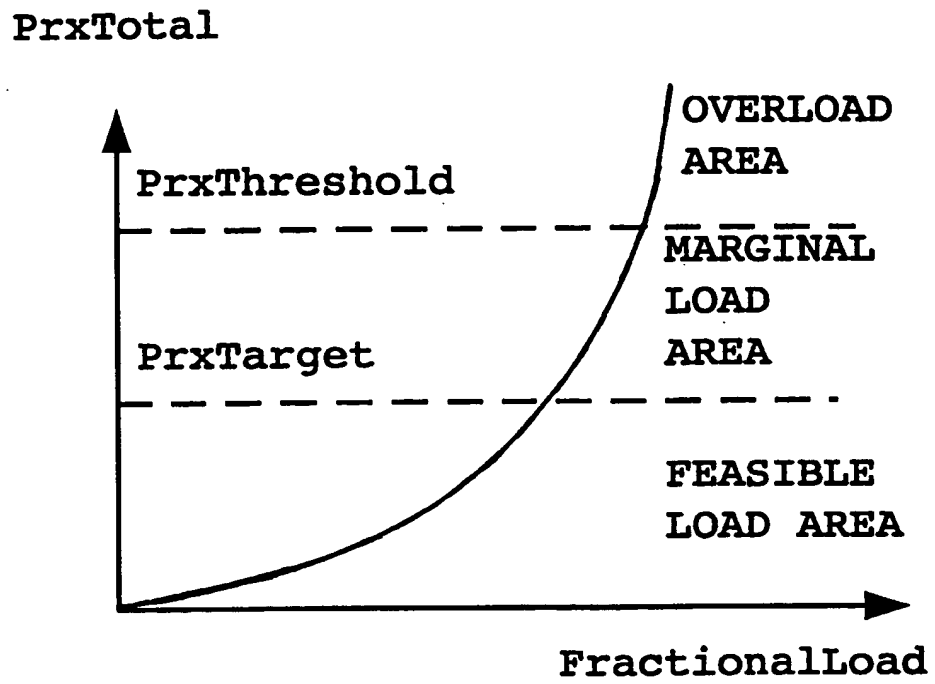 PrxTotal
OVERLOAD
AREA
PrxThreshold
MARGINAL
LOAD
AREA
PrxTarget
FEASIBLE
LOAD AREA
FractionalLoad